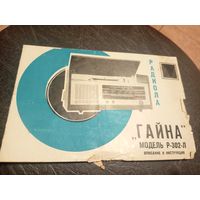 РАДИОЛА
„ГАЙНА"
МОДЕЛЬ Р-302-Л
ОПИСАНИЕ И ИНСТРУКЦИЯ